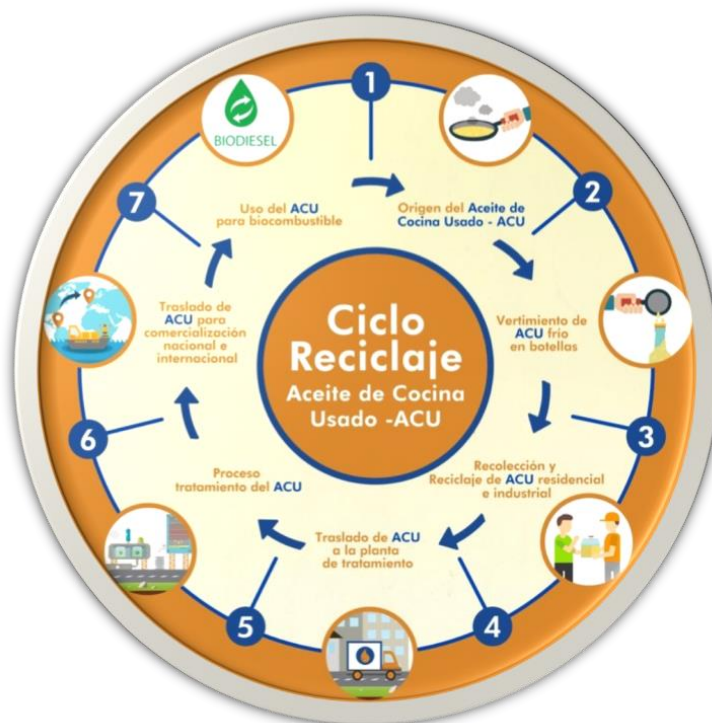 Ciclo
Reciclaje
Aceite de Cocina
Usado -ACU
1
Origen del Aceite de
Cocina Usado - ACU
2
Vertimiento de
ACU frio
en botellas
3
Recolección y
Reciclaje de ACU residencial
e industrial
4
Traslado de ACU
a la planta
de tratamiento
5
Proceso
tratamiento del ACU
6
Traslado de
ACU para
comercialización
nacional e
internacional
7
Uso del ACU
para biocombustible
BIODIESEL